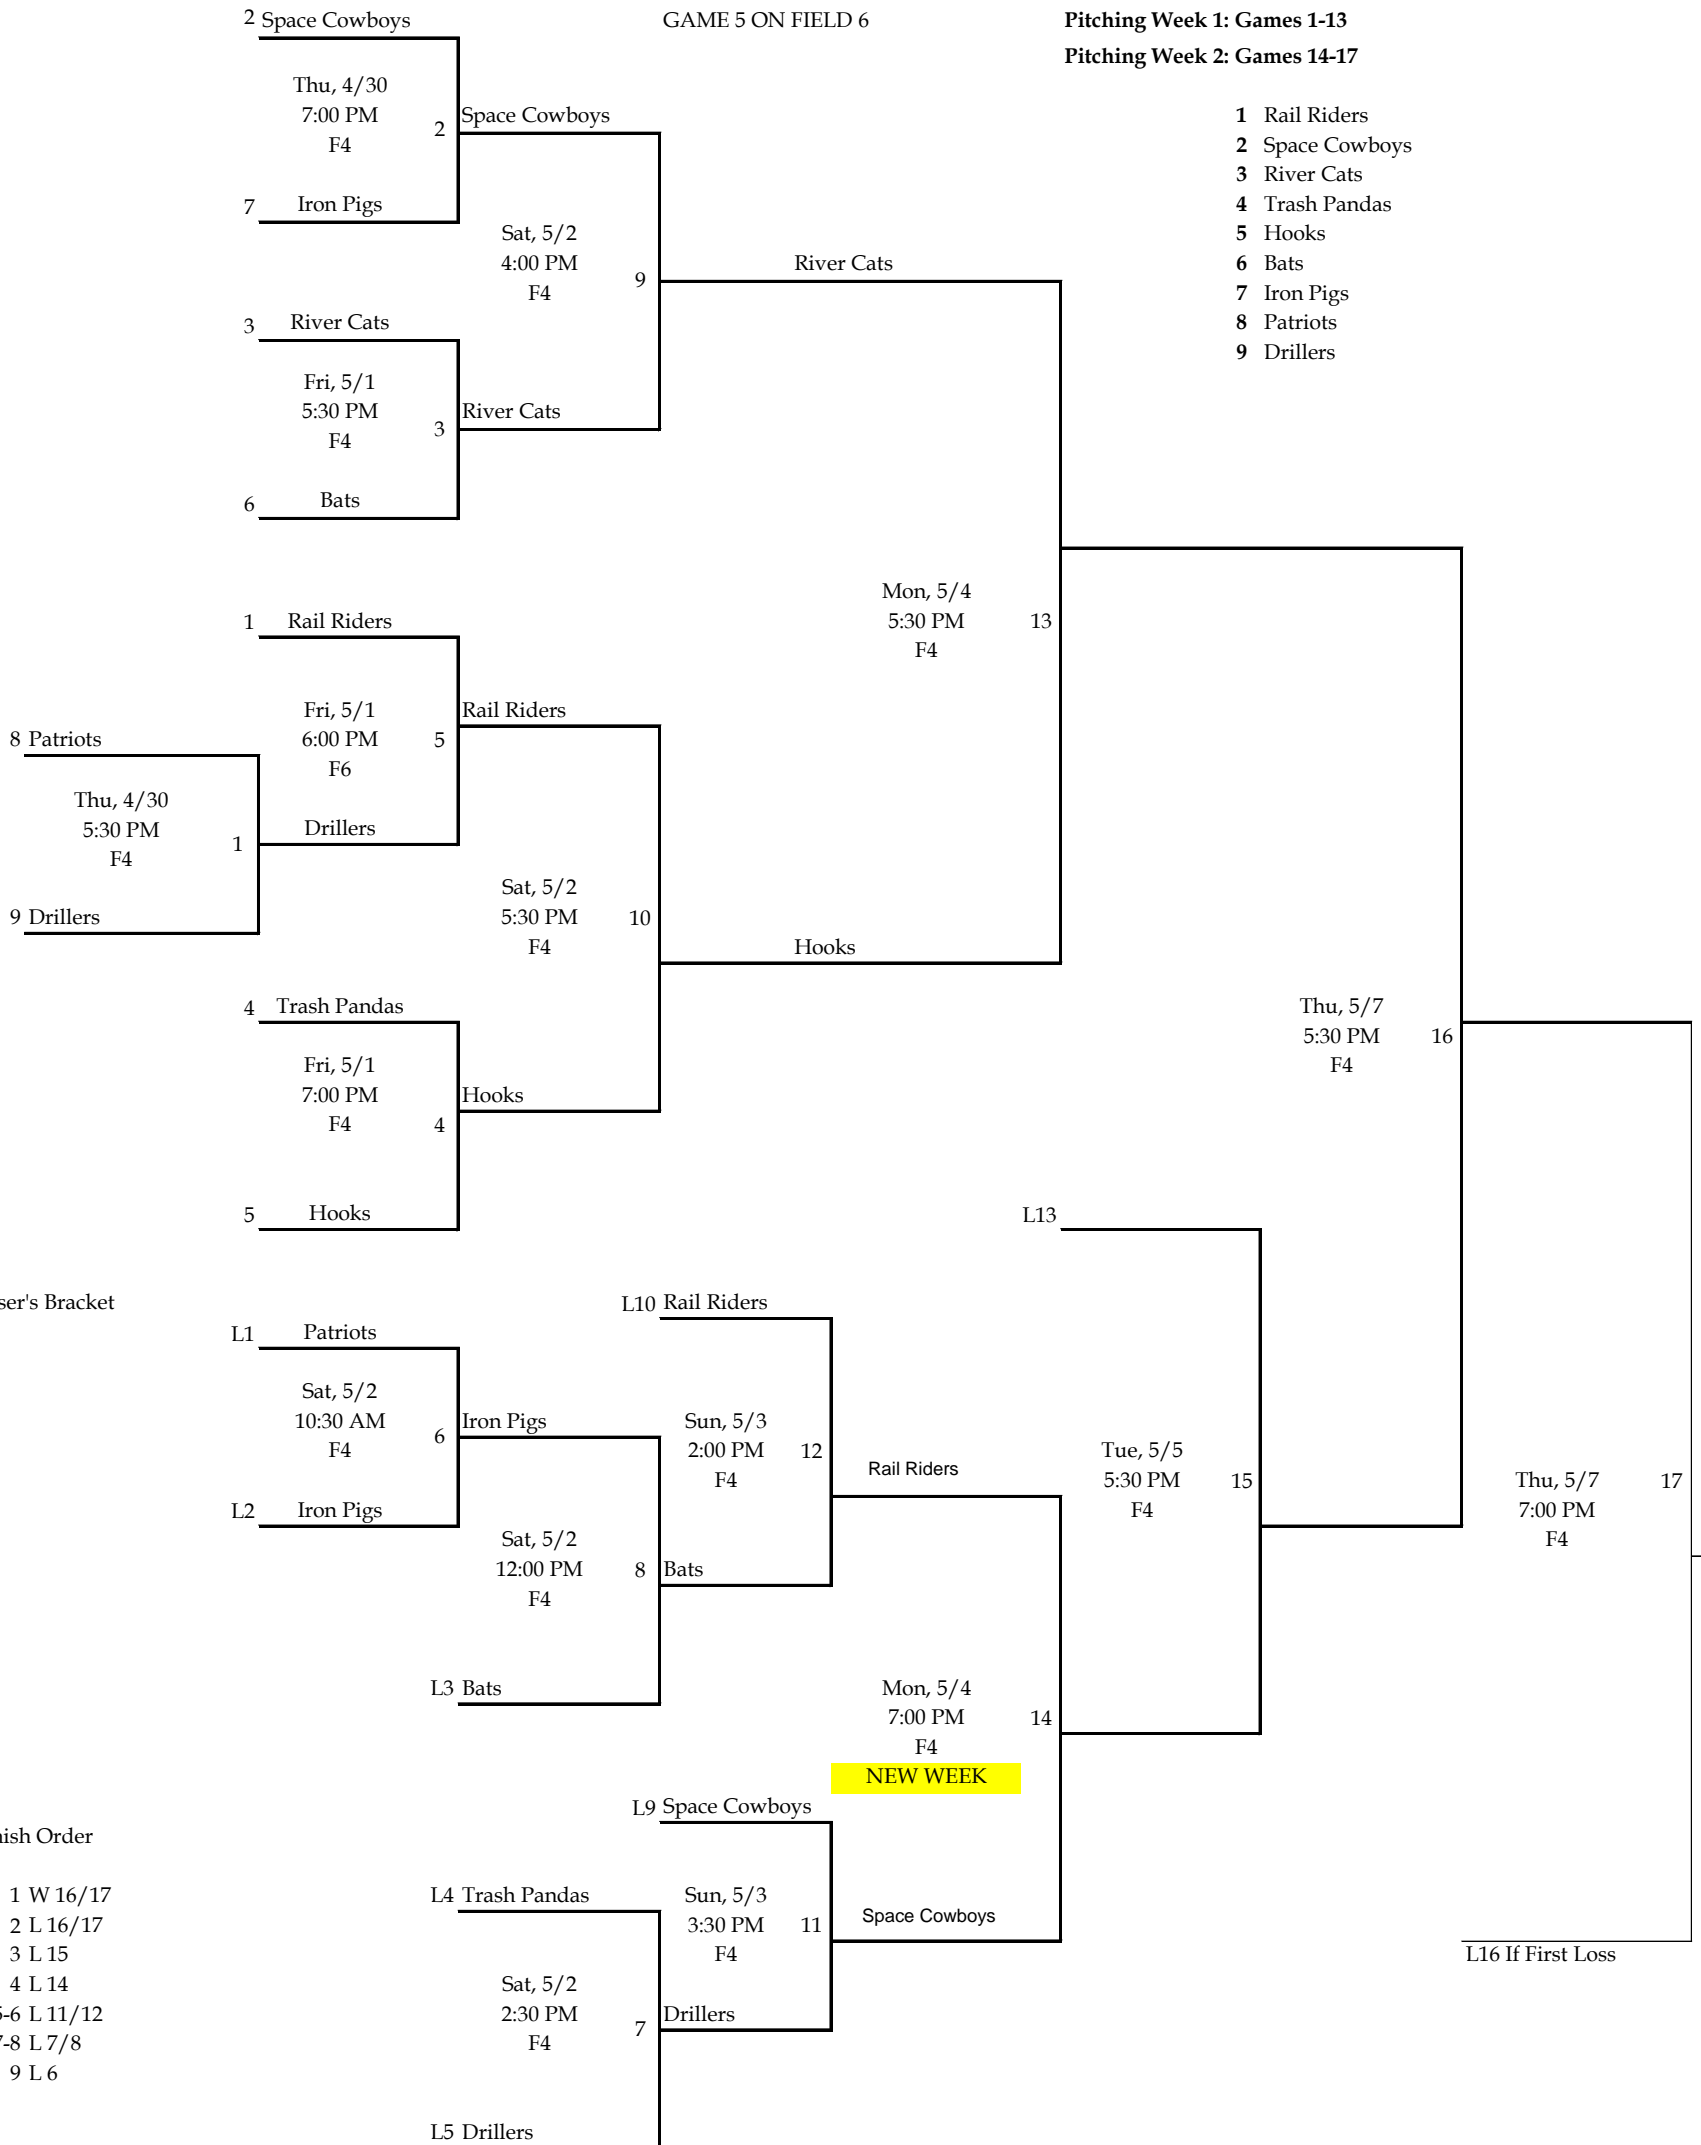 2 Space Cowboys
GAME 5 ON FIELD 6
Pitching Week 1: Games 1-13
Pitching Week 2: Games 14-17
Thu, 4/30
7:00 PM
F4
2
Space Cowboys
7 Iron Pigs
1 Rail Riders
2 Space Cowboys
3 River Cats
4 Trash Pandas
5 Hooks
6 Bats
7 Iron Pigs
8 Patriots
9 Drillers
Sat, 5/2
4:00 PM
F4
9
River Cats
3 River Cats
Fri, 5/1
5:30 PM
F4
3
River Cats
6 Bats
Mon, 5/4
5:30 PM
F4
13
1 Rail Riders
Fri, 5/1
6:00 PM
F6
5
Rail Riders
8 Patriots
Thu, 4/30
5:30 PM
F4
1
Drillers
9 Drillers
Sat, 5/2
5:30 PM
F4
10
Hooks
4 Trash Pandas
Fri, 5/1
7:00 PM
F4
4
Hooks
5 Hooks
Thu, 5/7
5:30 PM
F4
16
L13
ser's Bracket
L10 Rail Riders
L1 Patriots
Sat, 5/2
10:30 AM
F4
6
Iron Pigs
L2 Iron Pigs
Sun, 5/3
2:00 PM
F4
12
Rail Riders
Tue, 5/5
5:30 PM
F4
15
Thu, 5/7
7:00 PM
F4
17
Sat, 5/2
12:00 PM
F4
8
Bats
L3 Bats
Mon, 5/4
7:00 PM
F4
14
NEW WEEK
L9 Space Cowboys
nish Order
1 W 16/17
2 L 16/17
3 L 15
4 L 14
5-6 L 11/12
7-8 L 7/8
9 L 6
L4 Trash Pandas
Sun, 5/3
3:30 PM
F4
11
Space Cowboys
L16 If First Loss
Sat, 5/2
2:30 PM
F4
7
Drillers
L5 Drillers